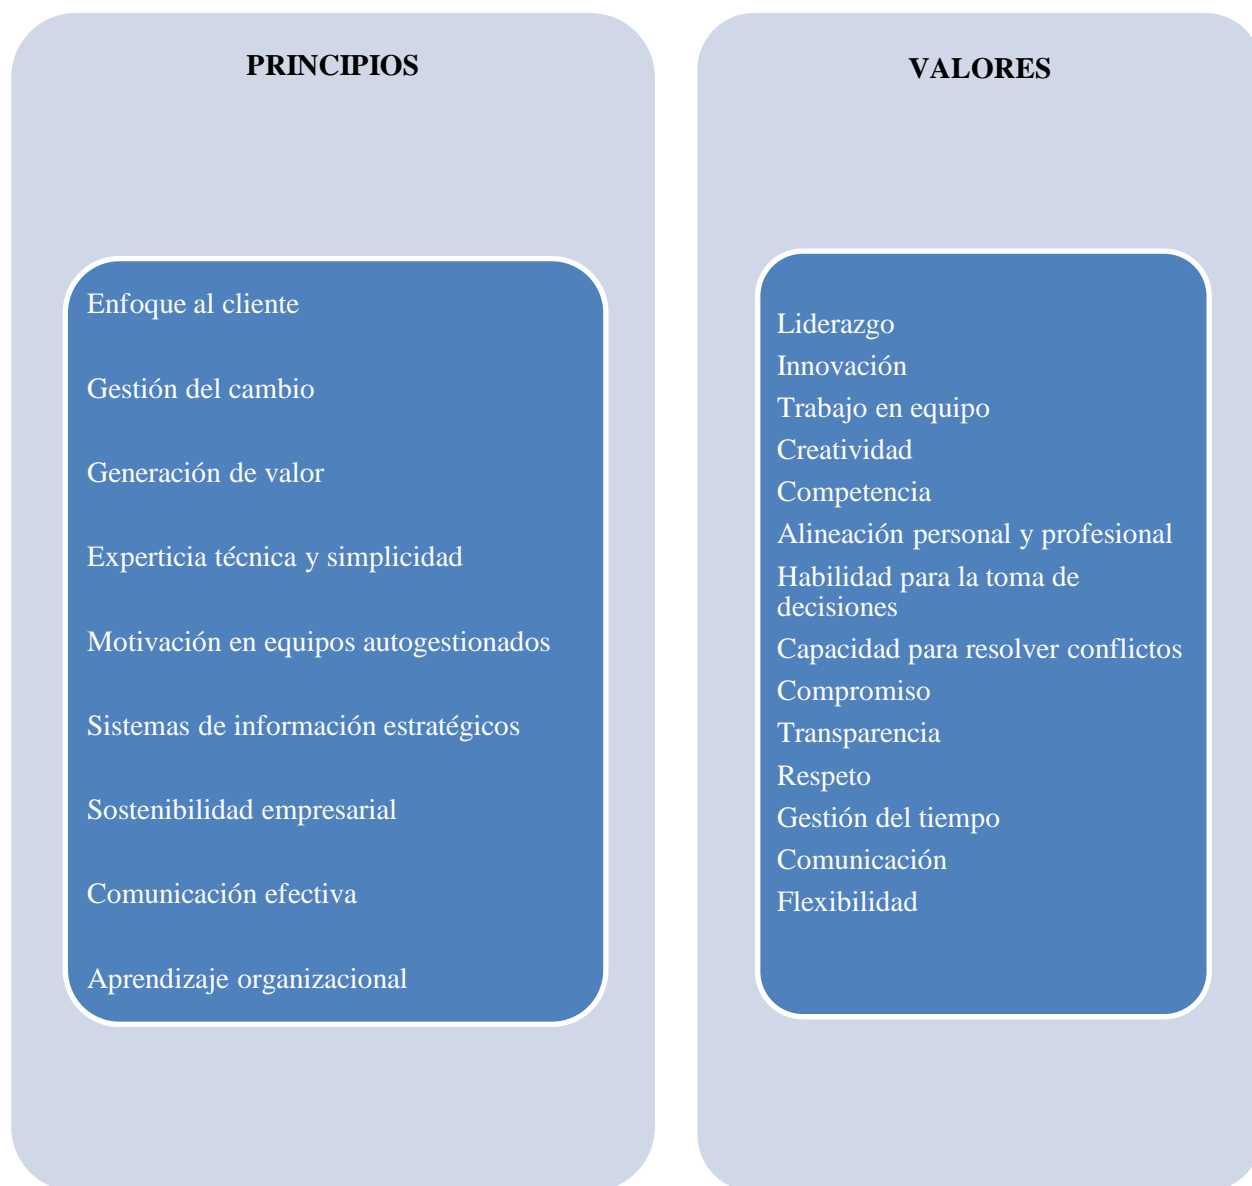 PRINCIPIOS
Enfoque al cliente
Gestión del cambio
Generación de valor
Experticia técnica y simplicidad
Motivación en equipos autogestionados
Sistemas de información estratégicos
Sostenibilidad empresarial
Comunicación efectiva
Aprendizaje organizacional
VALORES
Liderazgo
Innovación
Trabajo en equipo
Creatividad
Competencia
Alineación personal y profesional
Habilidad para la toma de
decisiones
Capacidad para resolver conflictos
Compromiso
Transparencia
Respeto
Gestión del tiempo
Comunicación
Flexibilidad